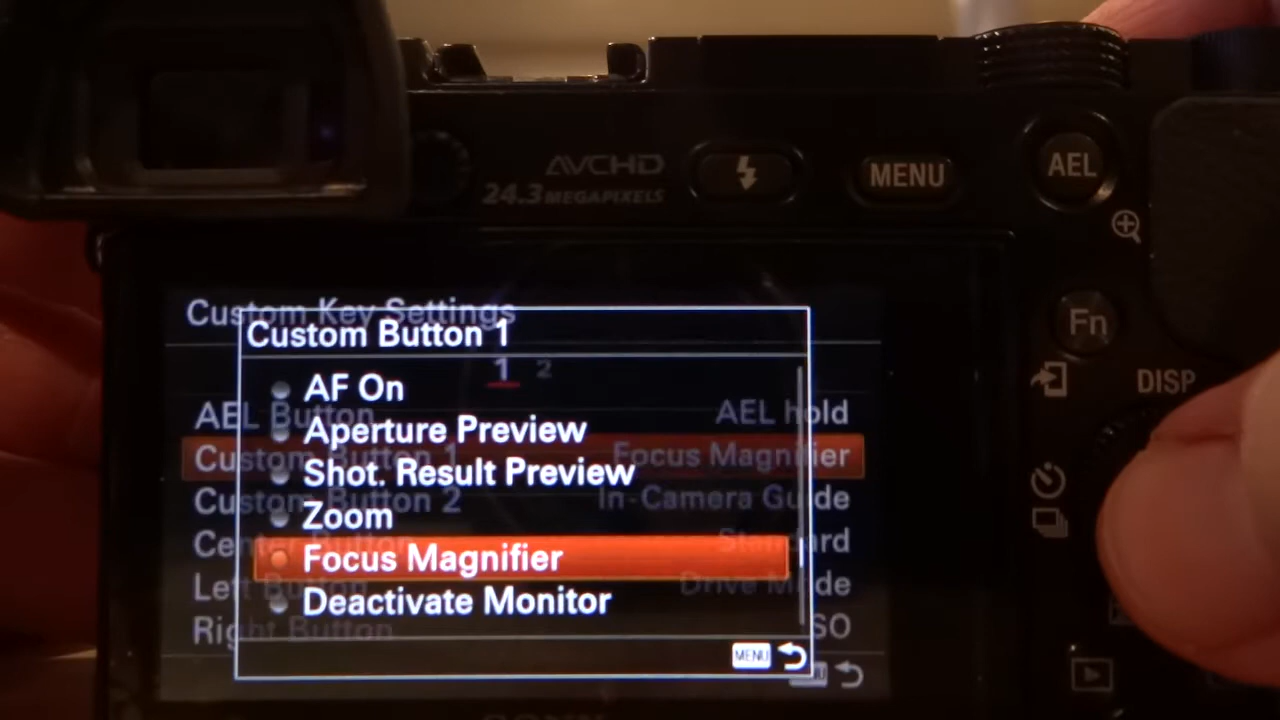 AVCHD
24.3 MEGAPIXELS
MENU
AEL
Fn
DISP
Custom Key Settings
Custom Button 1
1 2
AF On
AEL Button AEL hold
Aperture Preview
Custom Button 1 Focus Magnifier
Shot. Result Preview
Custom Button 2 In-Camera Guide
Zoom
Center Button Standard
Focus Magnifier
Left Button Drive Mode
Deactivate Monitor
Right Button ISO
MENU
SONY